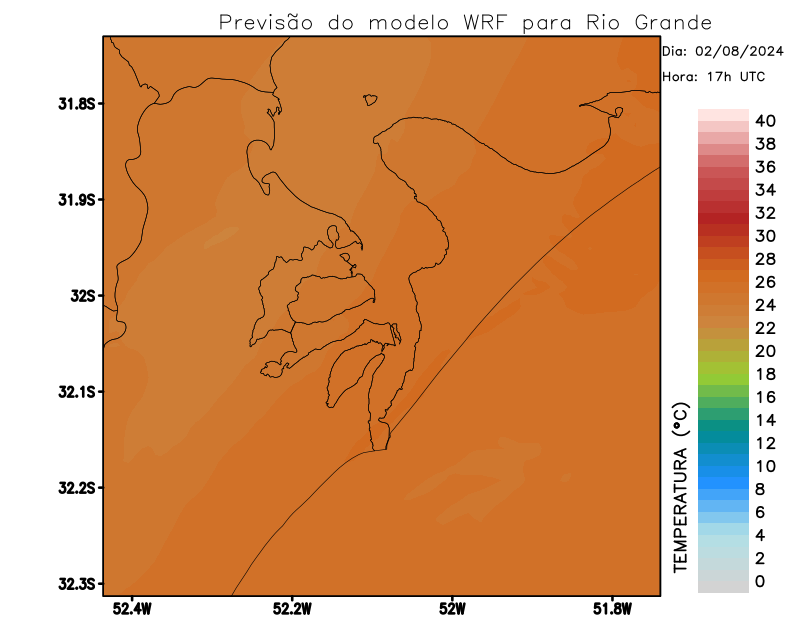 Previsão do modelo WRF para Rio Grande
Dia: 02/08/2024
Hora: 17h UTC
31.8S
31.9S
32S
32.1S
32.2S
32.3S
52.4W
52.2W
52W
51.8W
TEMPERATURA (°C)
40
38
36
34
32
30
28
26
24
22
20
18
16
14
12
10
8
6
4
2
0